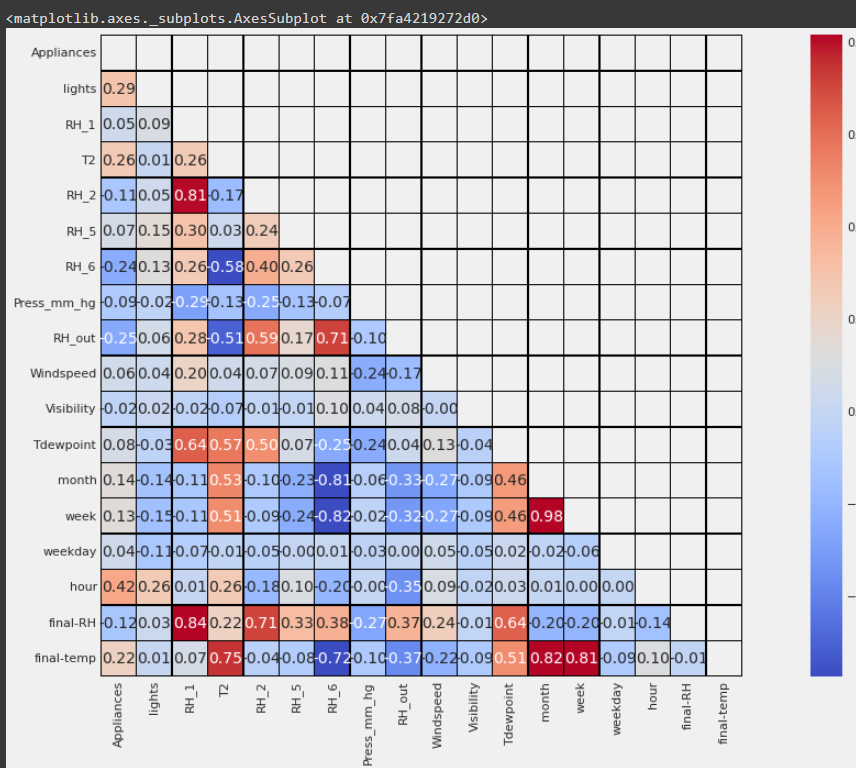 <matplotlib.axes._subplots.AxesSubplot at 0x7fa4219272d0>
Appliances
lights 0.29
RH_1 0.05 0.09
T2 0.26 0.01 0.26
RH_2 -0.11 0.05 0.81 -0.17
RH_5 0.07 0.15 0.30 0.03 0.24
RH_6 -0.24 0.13 0.26 -0.58 0.40 0.26
Press_mm_hg -0.09 -0.02 -0.29 -0.13 -0.25 -0.13 -0.07
RH_out -0.25 0.06 0.28 -0.51 0.59 0.17 0.71 -0.10
Windspeed 0.06 0.04 0.20 0.04 0.07 0.09 0.11 -0.24 -0.17
Visibility -0.02 0.02 -0.02 -0.07 -0.01 -0.01 0.10 0.04 0.08 -0.00
Tdewpoint 0.08 -0.03 0.64 0.57 0.50 0.07 -0.25 -0.24 0.04 0.13 -0.04
month 0.14 -0.14 -0.11 0.53 -0.10 -0.23 -0.81 -0.06 -0.33 -0.27 -0.09 0.46
week 0.13 -0.15 -0.11 0.51 -0.09 -0.24 -0.82 -0.02 -0.32 -0.27 -0.09 0.46 0.98
weekday 0.04 -0.11 -0.07 -0.01 -0.05 -0.00 0.01 -0.03 0.00 0.05 -0.05 0.02 -0.02 -0.06
hour 0.42 0.26 0.01 0.26 -0.18 0.10 -0.20 -0.00 -0.35 0.09 -0.02 0.03 0.01 0.00 0.00
final-RH -0.12 0.03 0.84 0.22 0.71 0.33 0.38 -0.27 0.37 0.24 -0.01 0.64 -0.20 -0.20 -0.01 -0.14
final-temp 0.22 0.01 0.07 0.75 -0.04 -0.08 -0.72 -0.10 -0.37 -0.22 -0.09 0.51 0.82 0.81 -0.09 0.10 -0.01
Appliances
lights
RH_1
T2
RH_2
RH_5
RH_6
Press_mm_hg
RH_out
Windspeed
Visibility
Tdewpoint
month
week
weekday
hour
final-RH
final-temp